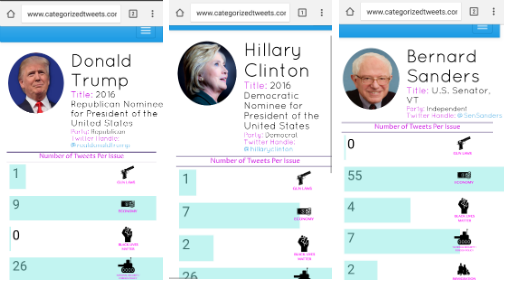 www.categorizedtweets.com
Donald
Trump
Title: 2016
Republican Nominee
for President of the
United States
Party: Republican
Twitter Handle:
@realdonaldtrump
Number of Tweets Per Issue
1
GUN LAWS
9
ECONOMY
0
BLACK LIVES
MATTER
26
www.categorizedtweets.com
1
Hillary
Clinton
Title: 2016
Democratic
Nominee for
President of the
United States
Party: Democrat
Twitter Handle:
@hillaryclinton
Number of Tweets Per Issue
1
GUN LAWS
7
ECONOMY
2
BLACK LIVES
MATTER
26
www.categorizedtweets.com
3
Bernard
Sanders
Title: U.S. Senator,
VT
Party: Independent
Twitter Handle: @SenSanders
Number of Tweets Per Issue
0
GUN LAWS
55
ECONOMY
4
BLACK LIVES
MATTER
7
2